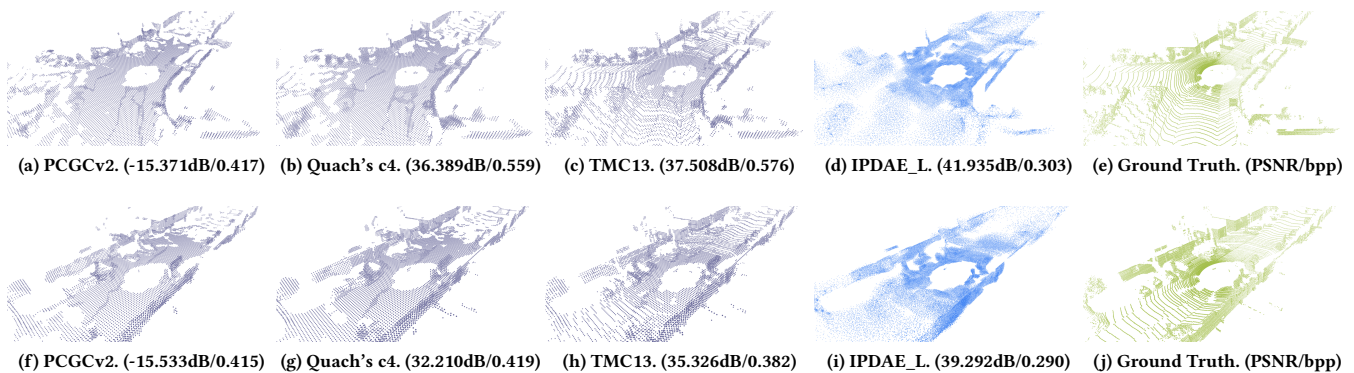 (a) PCGCv2. (-15.371dB/0.417) (b) Quach's c4. (36.389dB/0.559) (c) TMC13. (37.508dB/0.576) (d) IPDAE_L. (41.935dB/0.303) (e) Ground Truth. (PSNR/bpp)
(f) PCGCv2. (-15.533dB/0.415) (g) Quach's c4. (32.210dB/0.419) (h) TMC13. (35.326dB/0.382) (i) IPDAE_L. (39.292dB/0.290) (j) Ground Truth. (PSNR/bpp)